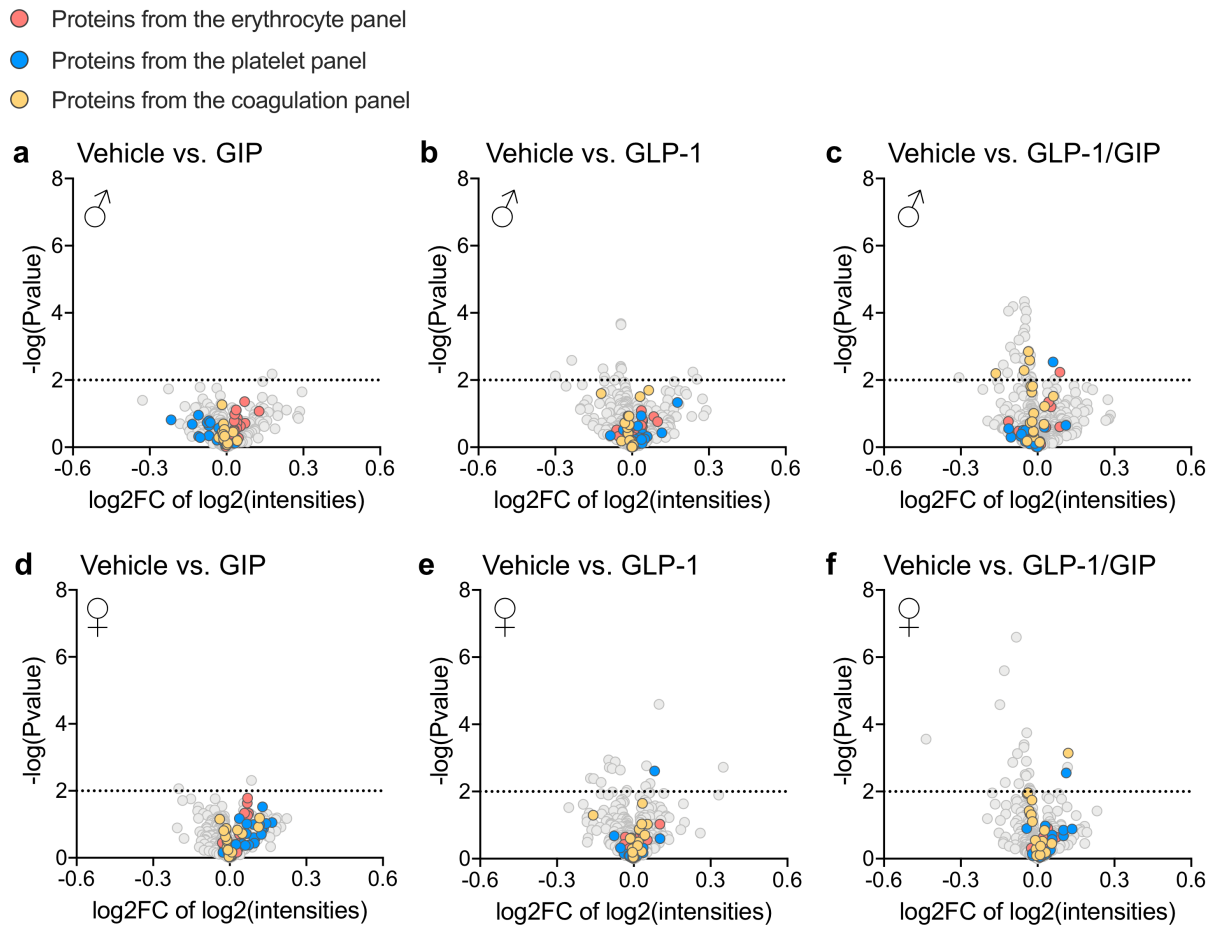 Proteins from the erythrocyte panel
Proteins from the platelet panel
Proteins from the coagulation panel
a Vehicle vs. GIP
b Vehicle vs. GLP-1
c Vehicle vs. GLP-1/GIP
8 6 4 2 0
-log(Pvalue)
-0.6 -0.3 0.0 0.3 0.6
log2FC of log2(intensities)
8 6 4 2 0
-log(Pvalue)
-0.6 -0.3 0.0 0.3 0.6
log2FC of log2(intensities)
8 6 4 2 0
-log(Pvalue)
-0.6 -0.3 0.0 0.3 0.6
log2FC of log2(intensities)
d Vehicle vs. GIP
e Vehicle vs. GLP-1
f Vehicle vs. GLP-1/GIP
8 6 4 2 0
-log(Pvalue)
-0.6 -0.3 0.0 0.3 0.6
log2FC of log2(intensities)
8 6 4 2 0
-log(Pvalue)
-0.6 -0.3 0.0 0.3 0.6
log2FC of log2(intensities)
8 6 4 2 0
-log(Pvalue)
-0.6 -0.3 0.0 0.3 0.6
log2FC of log2(intensities)